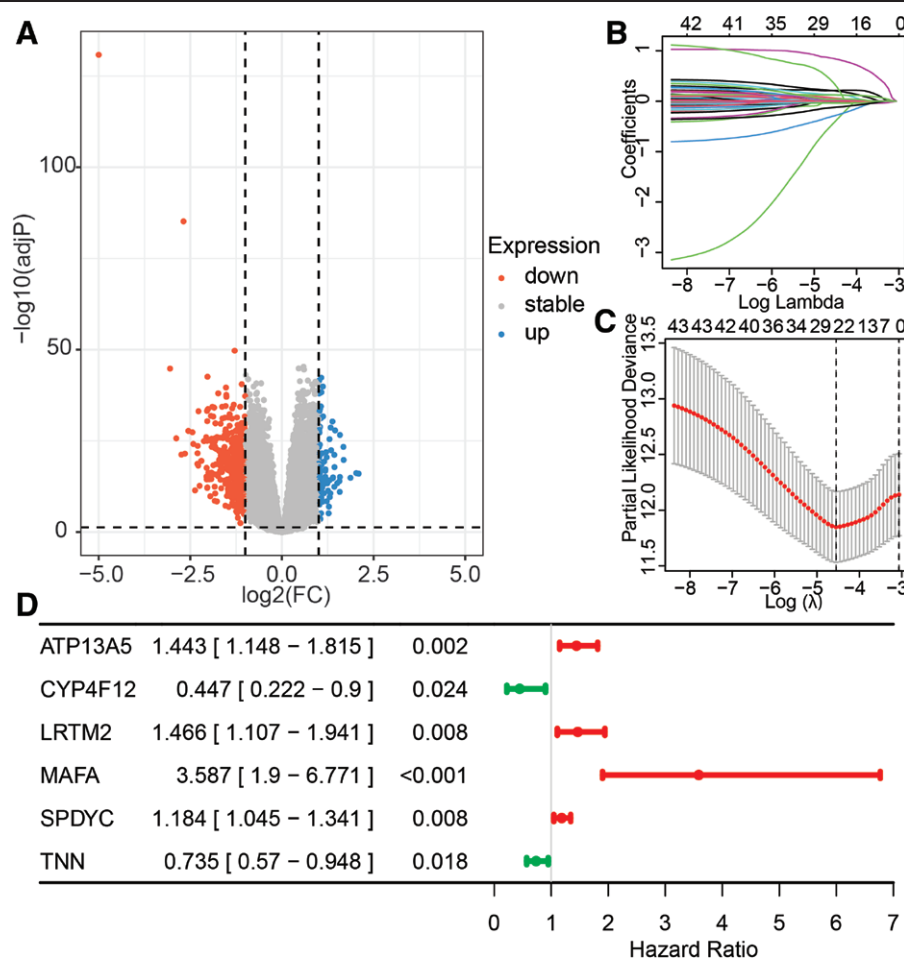 A
100
50
0
−5.0 −2.5 0.0 2.5 5.0
log2(FC)
−log10(adjP)
Expression
down
stable
up
B
42 41 35 29 16 0
1
0
−1
−2
−3
Coefficients
−8 −7 −6 −5 −4 −3
Log Lambda
C
43 43 42 40 36 34 29 22 137 0
13.5
13.0
12.5
12.0
11.5
Partial Likelihood Deviance
−8 −7 −6 −5 −4 −3
Log (λ)
D
ATP13A5 1.443 [ 1.148 − 1.815 ] 0.002
CYP4F12 0.447 [ 0.222 − 0.9 ] 0.024
LRTM2 1.466 [ 1.107 − 1.941 ] 0.008
MAFA 3.587 [ 1.9 − 6.771 ] <0.001
SPDYC 1.184 [ 1.045 − 1.341 ] 0.008
TNN 0.735 [ 0.57 − 0.948 ] 0.018
0 1 2 3 4 5 6 7
Hazard Ratio